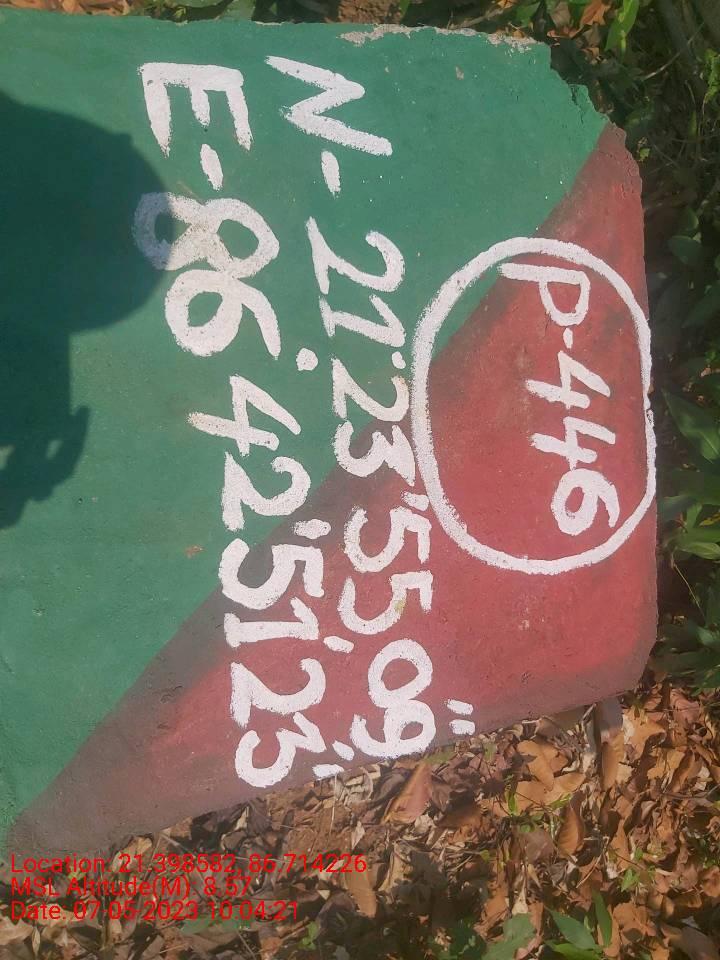 P-446
N-21°23'55.09"
E-86°42'51.23"
Location: 21.398582, 86.714226
MSL Altitude(M) 8.57
Date. 07-05-2023 10:04:21